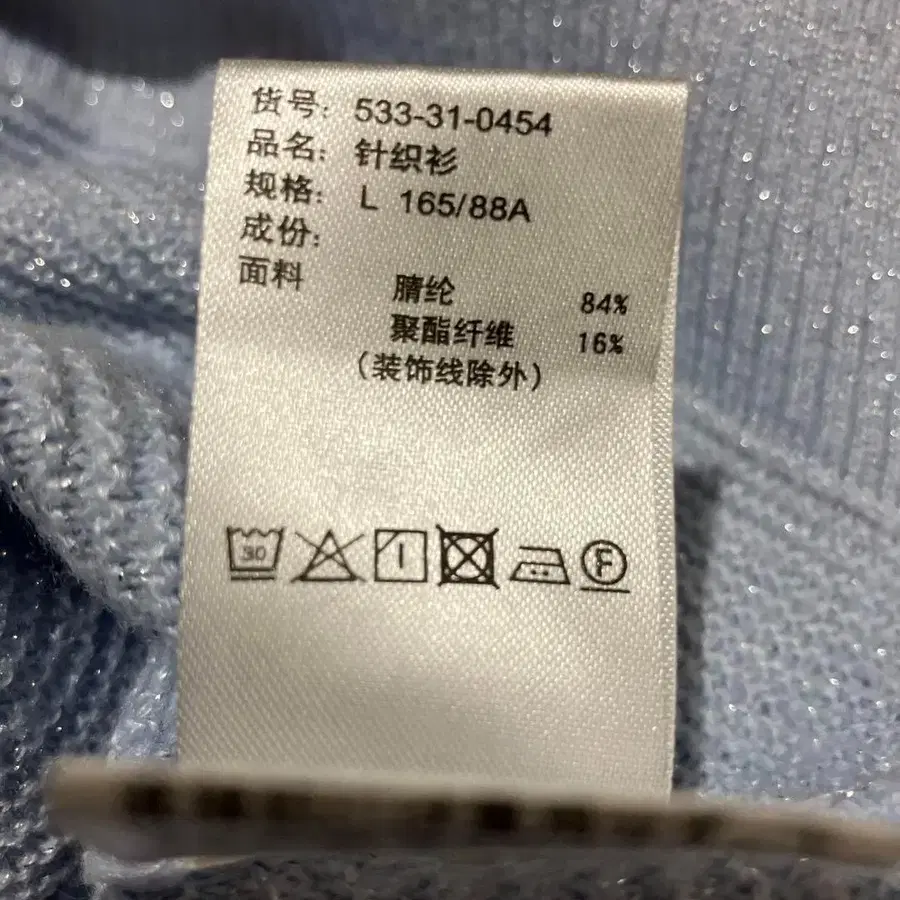 货号: 533-31-0454
品名: 针织衫
规格: L 165/88A
成份:
面料
腈纶 84%
聚酯纤维 16%
(装饰线除外)
30
F